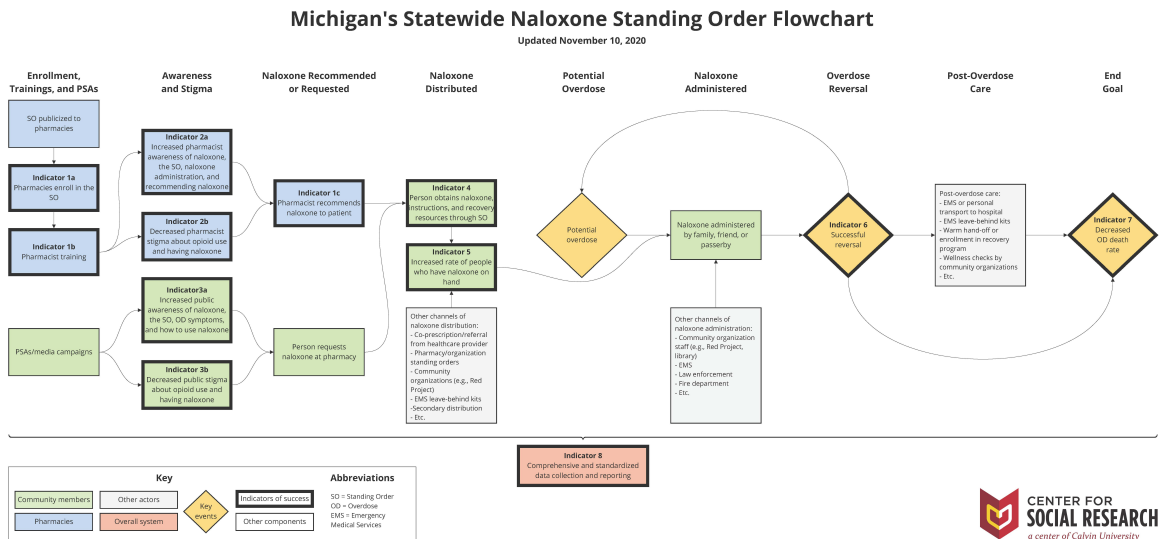 Michigan's Statewide Naloxone Standing Order Flowchart
Updated November 10, 2020
Enrollment,
Trainings, and PSAs
Awareness
and Stigma
Naloxone Recommended
or Requested
Naloxone
Distributed
Potential
Overdose
Naloxone
Administered
Overdose
Reversal
Post-Overdose
Care
End
Goal
SO publicized to
pharmacies
Indicator 1a
Pharmacies enroll in the
SO
Indicator 1b
Pharmacist training
PSAs/media campaigns
Indicator 2a
Increased pharmacist
awareness of naloxone,
the SO, naloxone
administration, and
recommending naloxone
Indicator 2b
Decreased pharmacist
stigma about opioid use
and having naloxone
Indicator3a
Increased public
awareness of naloxone,
the SO, OD symptoms,
and how to use naloxone
Indicator 3b
Decreased public stigma
about opioid use and
having naloxone
Indicator 1c
Pharmacist recommends
naloxone to patient
Person requests
naloxone at pharmacy
Indicator 4
Person obtains naloxone,
instructions, and recovery
resources through SO
Indicator 5
Increased rate of people
who have naloxone on
hand
Other channels of
naloxone distribution:
- Co-prescription/referral
from healthcare provider
- Pharmacy/organization
standing orders
- Community
organizations (e.g., Red
Project)
- EMS leave-behind kits
-Secondary distribution
- Etc.
Potential
overdose
Naloxone administered
by family, friend, or
passerby
Other channels of
naloxone administration:
- Community organization
staff (e.g., Red Project,
library)
- EMS
- Law enforcement
- Fire department
- Etc.
Indicator 6
Successful
reversal
Post-overdose care:
- EMS or personal
transport to hospital
- EMS leave-behind kits
- Warm hand-off or
enrollment in recovery
program
- Wellness checks by
community organizations
- Etc.
Indicator 7
Decreased
OD death
rate
Indicator 8
Comprehensive and standardized
data collection and reporting
Key
Community members
Other actors
Pharmacies
Overall system
Key
events
Indicators of success
Other components
Abbreviations
SO = Standing Order
OD = Overdose
EMS = Emergency
Medical Services
CENTER FOR
SOCIAL RESEARCH
a center of Calvin University